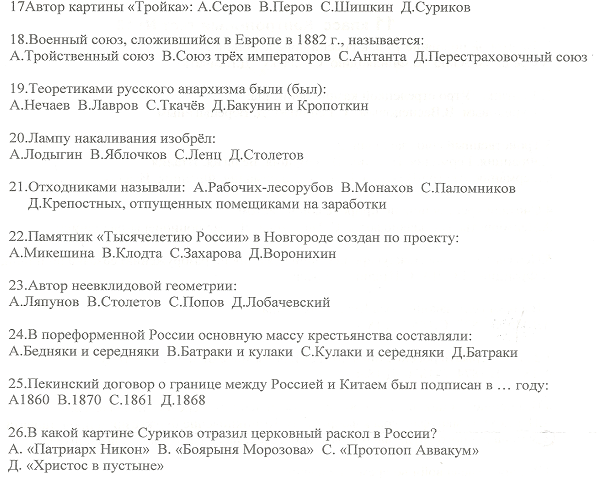 17Автор картины «Тройка»: А.Серов В.Перов С.Шишкин Д.Суриков
18.Военный союз, сложившийся в Европе в 1882 г., называется:
А.Тройственный союз В.Союз трёх императоров С.Антанта Д.Перестраховочный союз
19.Теоретиками русского анархизма были (был):
А.Нечаев В.Лавров С.Ткачёв Д.Бакунин и Кропоткин
20.Лампу накаливания изобрёл:
А.Лодыгин В.Яблочков С.Ленц Д.Столетов
21.Отходниками называли: А.Рабочих-лесорубов В.Монахов С.Паломников
Д.Крепостных, отпущенных помещиками на заработки
22.Памятник «Тысячелетию России» в Новгороде создан по проекту:
А.Микешина В.Клодта С.Захарова Д.Воронихин
23.Автор неевклидовой геометрии:
А.Ляпунов В.Столетов С.Попов Д.Лобачевский
24.В пореформенной России основную массу крестьянства составляли:
А.Бедняки и середняки В.Батраки и кулаки С.Кулаки и середняки Д.Батраки
25.Пекинский договор о границе между Россией и Китаем был подписан в … году:
А1860 В.1870 С.1861 Д.1868
26.В какой картине Суриков отразил церковный раскол в России?
А. «Патриарх Никон» В. «Боярыня Морозова» С. «Протопоп Аввакум»
Д. «Христос в пустыне»